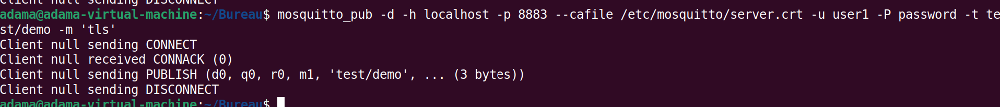 Client null sending DISCONNECT
adama@adama-virtual-machine:~/Bureau$ mosquitto_pub -d -h localhost -p 8883 --cafile /etc/mosquitto/server.crt -u user1 -P password -t te
st/demo -m 'tls'
Client null sending CONNECT
Client null received CONNACK (0)
Client null sending PUBLISH (d0, q0, r0, m1, 'test/demo', ... (3 bytes))
Client null sending DISCONNECT
adama@adama-virtual-machine:~/Bureau$